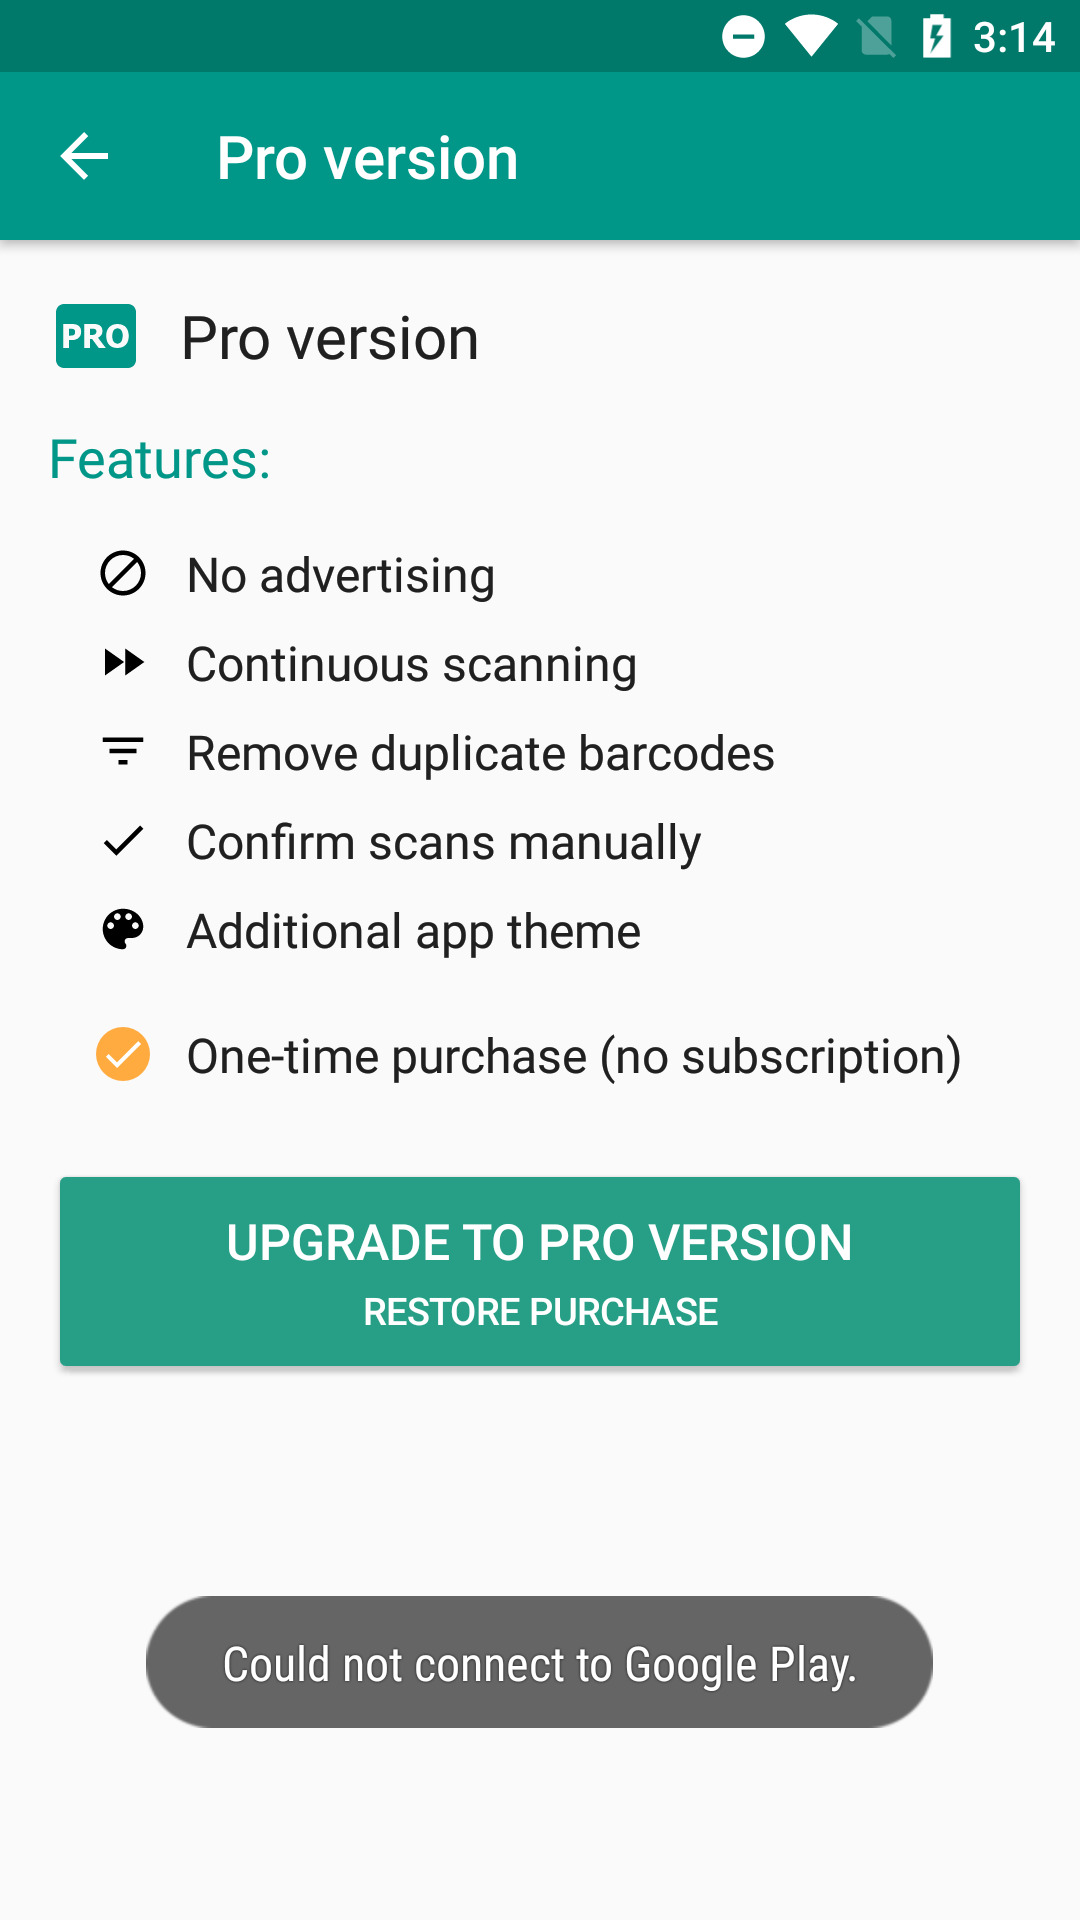 3:14
Pro version
PRO Pro version
Features:
No advertising
Continuous scanning
Remove duplicate barcodes
Confirm scans manually
Additional app theme
One-time purchase (no subscription)
UPGRADE TO PRO VERSION
RESTORE PURCHASE
Could not connect to Google Play.